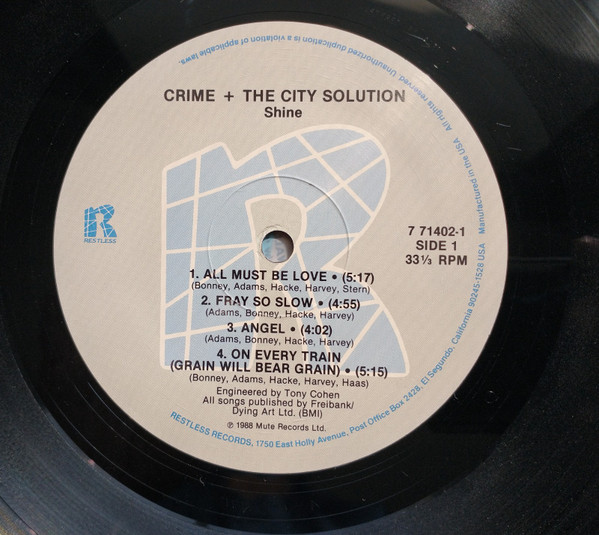 CRIME + THE CITY SOLUTION
Shine
RESTLESS
7 71402-1
SIDE 1
33⅓ RPM
1. ALL MUST BE LOVE • (5:17)
(Bonney, Adams, Hacke, Harvey, Stern)
2. FRAY SO SLOW • (4:55)
(Adams, Bonney, Hacke, Harvey)
3. ANGEL • (4:02)
(Adams, Bonney, Hacke, Harvey)
4. ON EVERY TRAIN
(GRAIN WILL BEAR GRAIN) • (5:15)
(Bonney, Adams, Hacke, Harvey, Haas)
Engineered by Tony Cohen
All songs published by Freibank/
Dying Art Ltd. (BMI)
℗ 1988 Mute Records Ltd.
RESTLESS RECORDS, 1750 East Holly Avenue, Post Office Box 2428, El Segundo, California 90245-1528 USA Manufactured in the USA. All rights reserved. Unauthorized duplication is a violation of applicable laws.